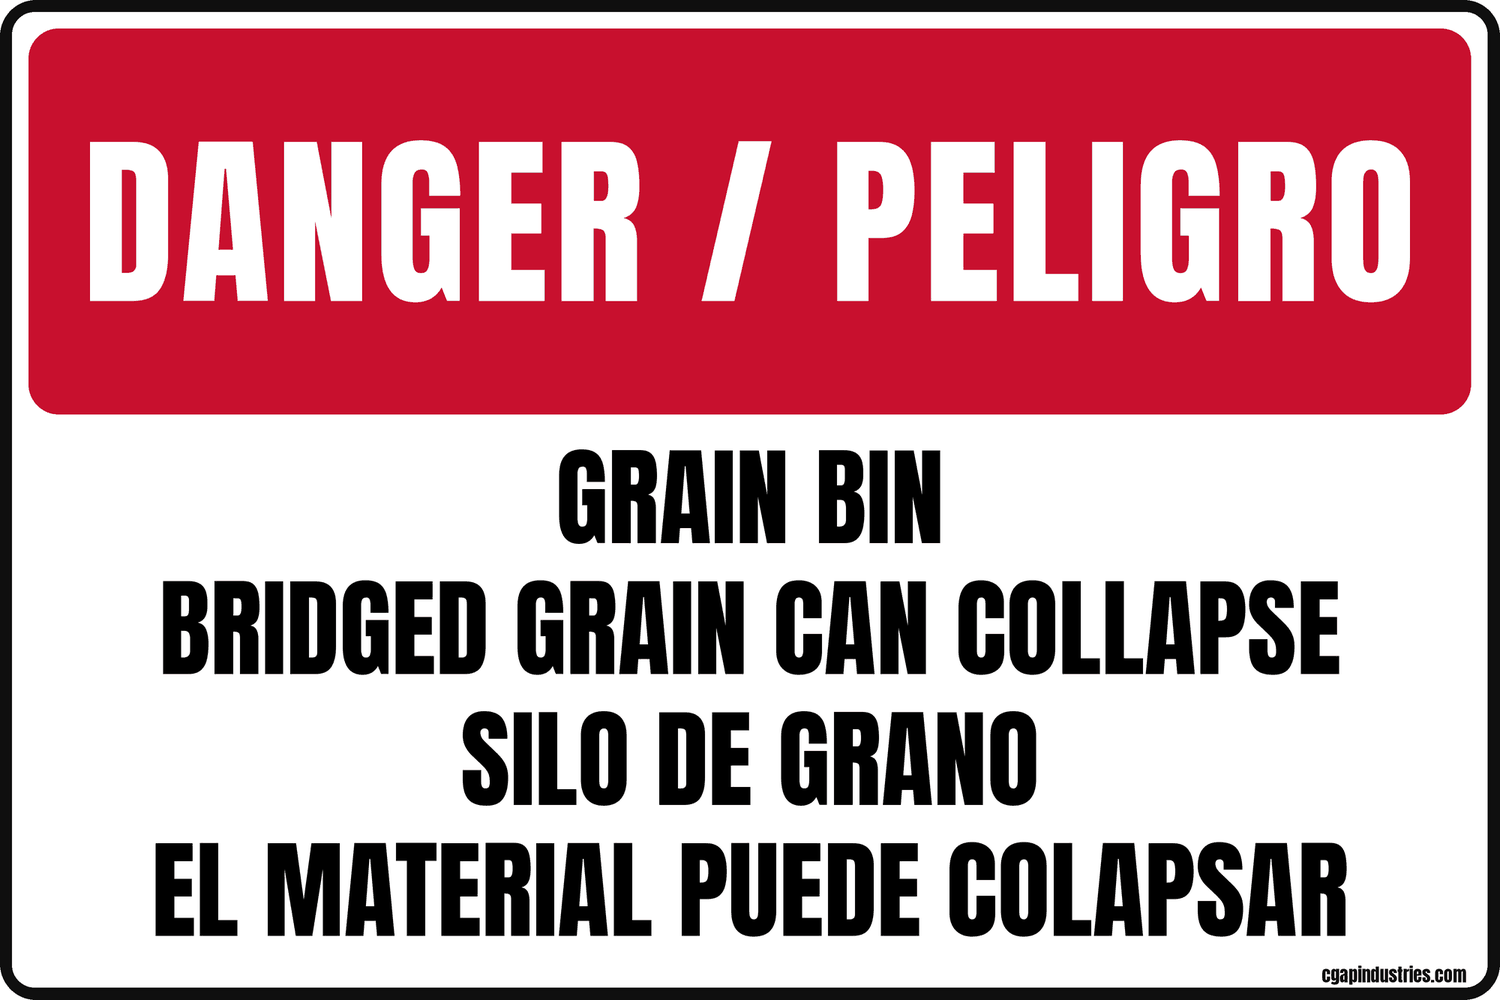 DANGER / PELIGRO
GRAIN BIN
BRIDGED GRAIN CAN COLLAPSE
SILO DE GRANO
EL MATERIAL PUEDE COLAPSAR
cgapindustries.com